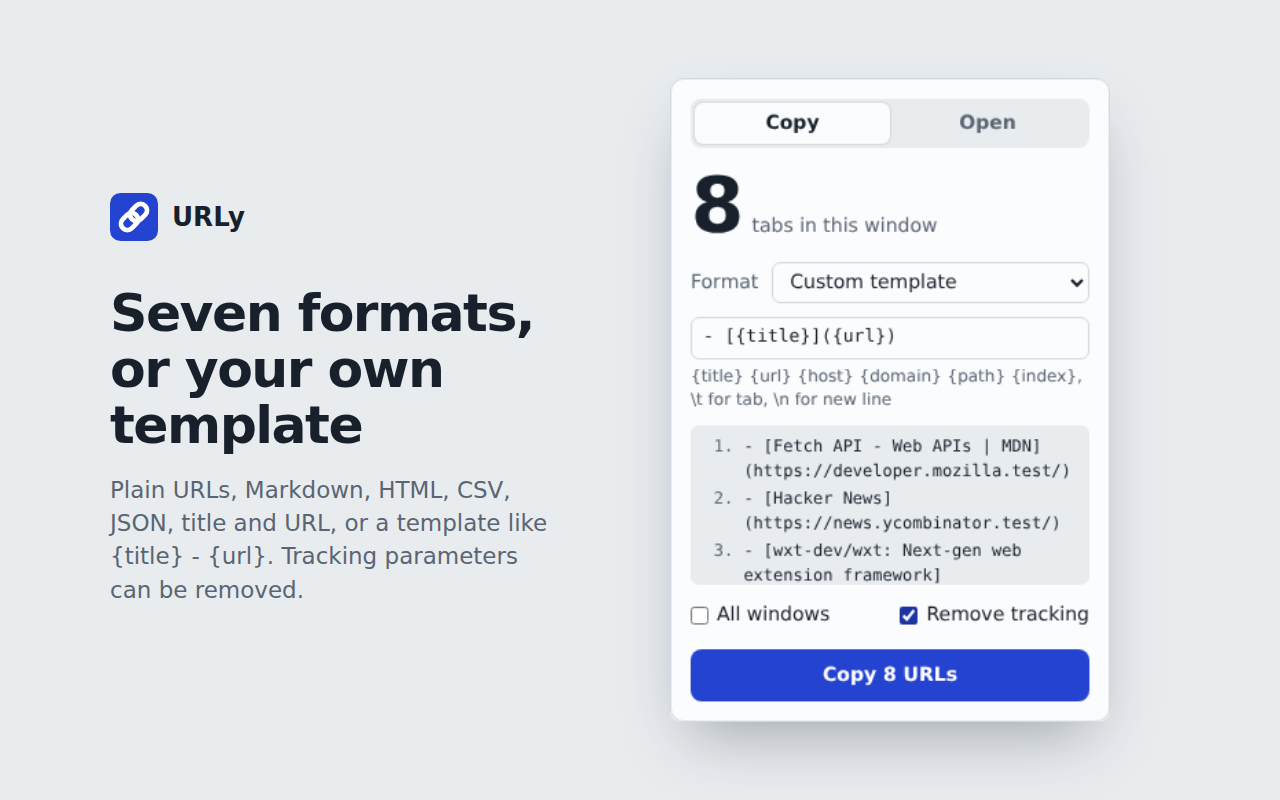 URLy
Seven formats,
or your own
template
Plain URLs, Markdown, HTML, CSV,
JSON, title and URL, or a template like
{title} - {url}. Tracking parameters
can be removed.
Copy
Open
8 tabs in this window
Format
Custom template
- [{title}]({url})
{title} {url} {host} {domain} {path} {index},
\t for tab, \n for new line
1. - [Fetch API - Web APIs | MDN]
(https://developer.mozilla.test/)
2. - [Hacker News]
(https://news.ycombinator.test/)
3. - [wxt-dev/wxt: Next-gen web
extension framework]
All windows
Remove tracking
Copy 8 URLs